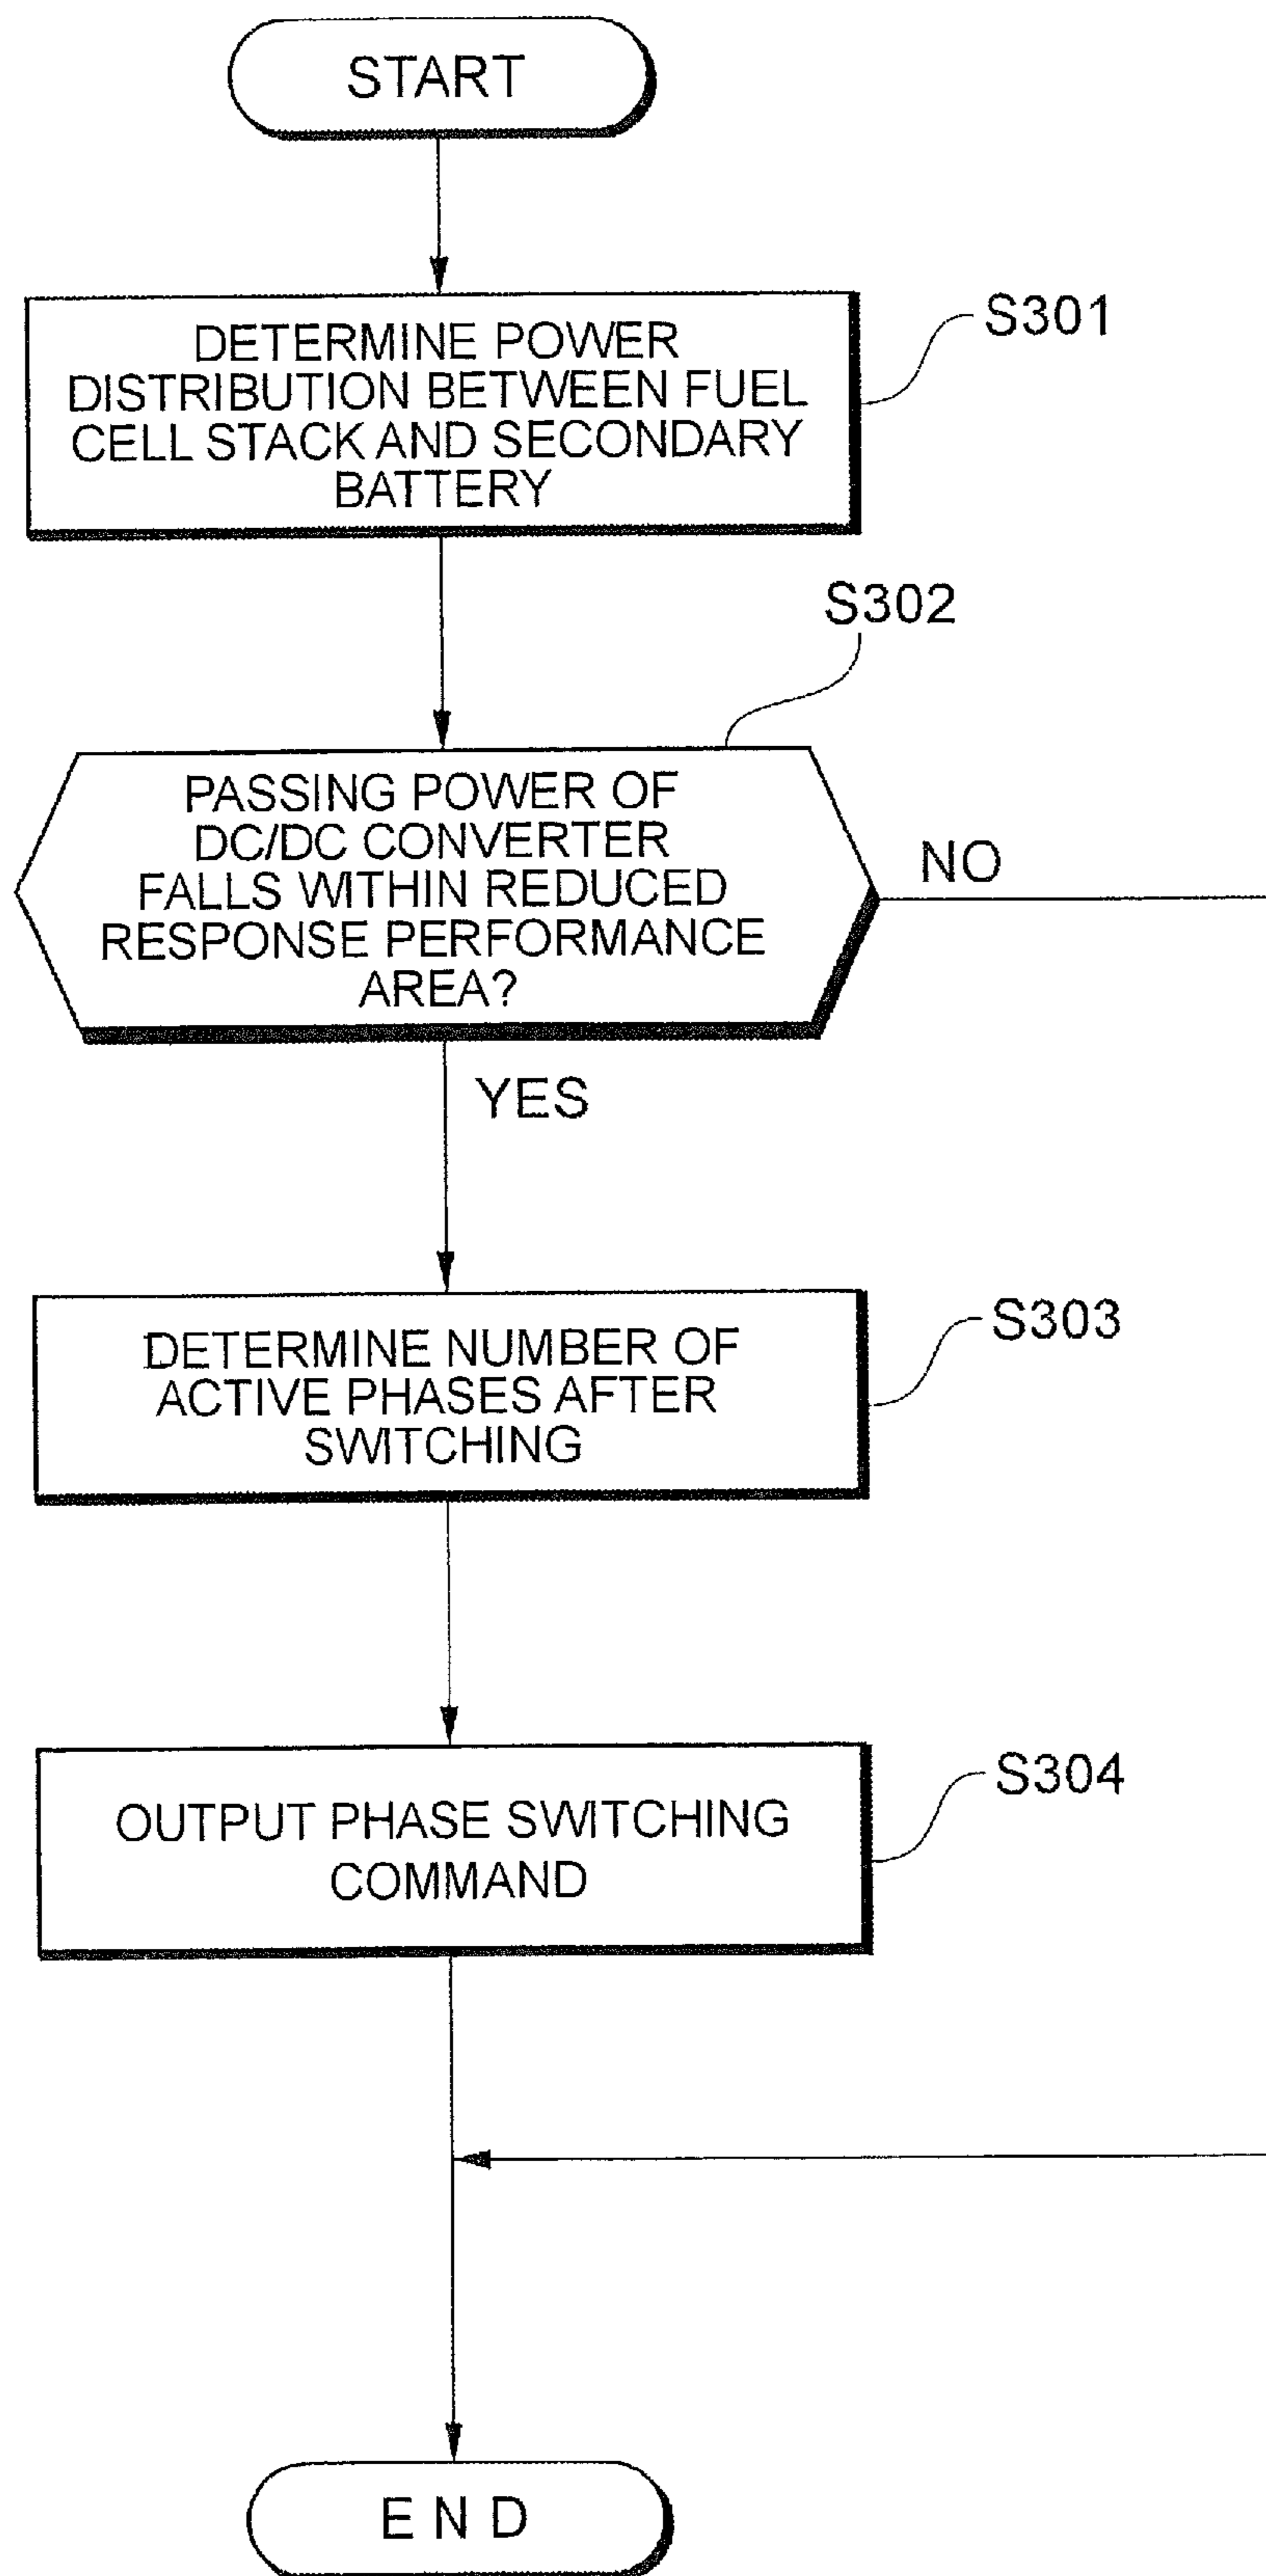 START
DETERMINE POWER
DISTRIBUTION BETWEEN FUEL
CELL STACK AND SECONDARY
BATTERY
S301
S302
PASSING POWER OF
DC/DC CONVERTER
FALLS WITHIN REDUCED
RESPONSE PERFORMANCE
AREA?
NO
YES
DETERMINE NUMBER OF
ACTIVE PHASES AFTER
SWITCHING
S303
OUTPUT PHASE SWITCHING
COMMAND
S304
END